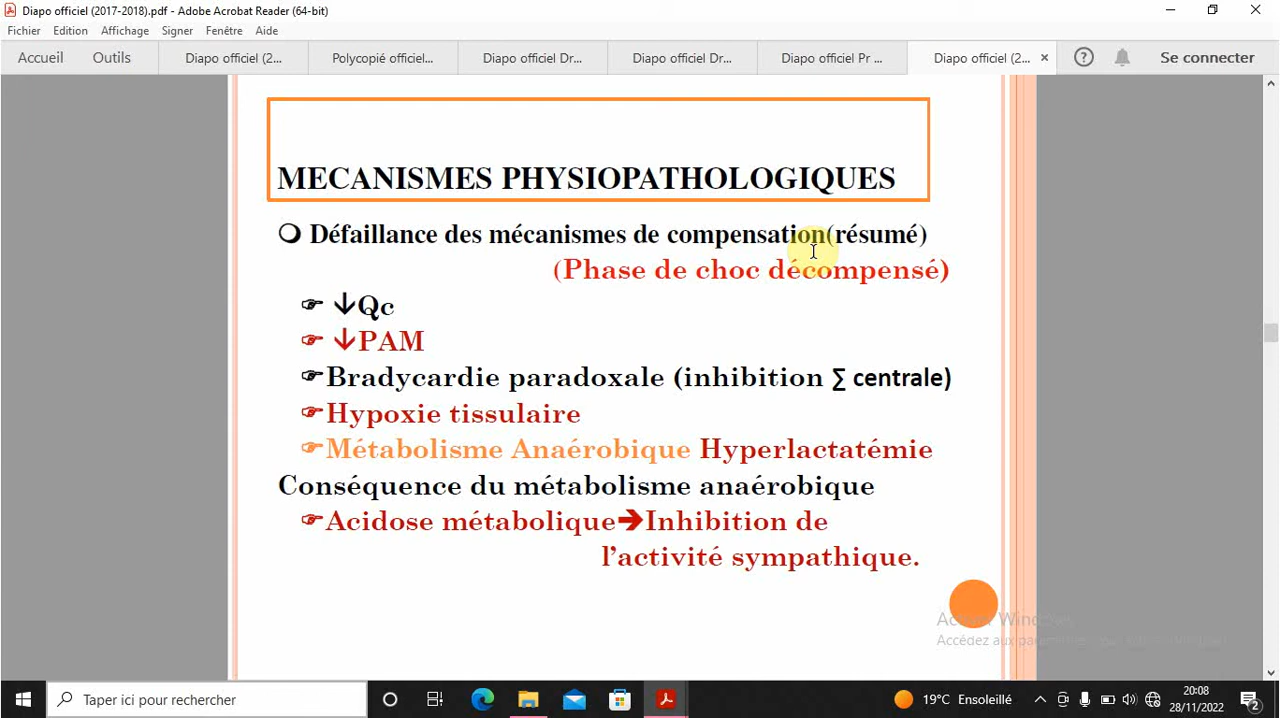 Diapo officiel (2017-2018).pdf - Adobe Acrobat Reader (64-bit)
Fichier Edition Affichage Signer Fenêtre Aide
Accueil Outils Diapo officiel (2... Polycopié officiel... Diapo officiel Dr... Diapo officiel Dr... Diapo officiel Pr ... Diapo officiel (2... Se connecter
MECANISMES PHYSIOPATHOLOGIQUES
Défaillance des mécanismes de compensation(résumé)
(Phase de choc décompensé)
↓Qc
↓PAM
Bradycardie paradoxale (inhibition ∑ centrale)
Hypoxie tissulaire
Métabolisme Anaérobique Hyperlactatémie
Conséquence du métabolisme anaérobique
Acidose métabolique➔Inhibition de
l’activité sympathique.
Windows
Accédez aux
Taper ici pour rechercher
19°C Ensoleillé
20:08
28/11/2022
2